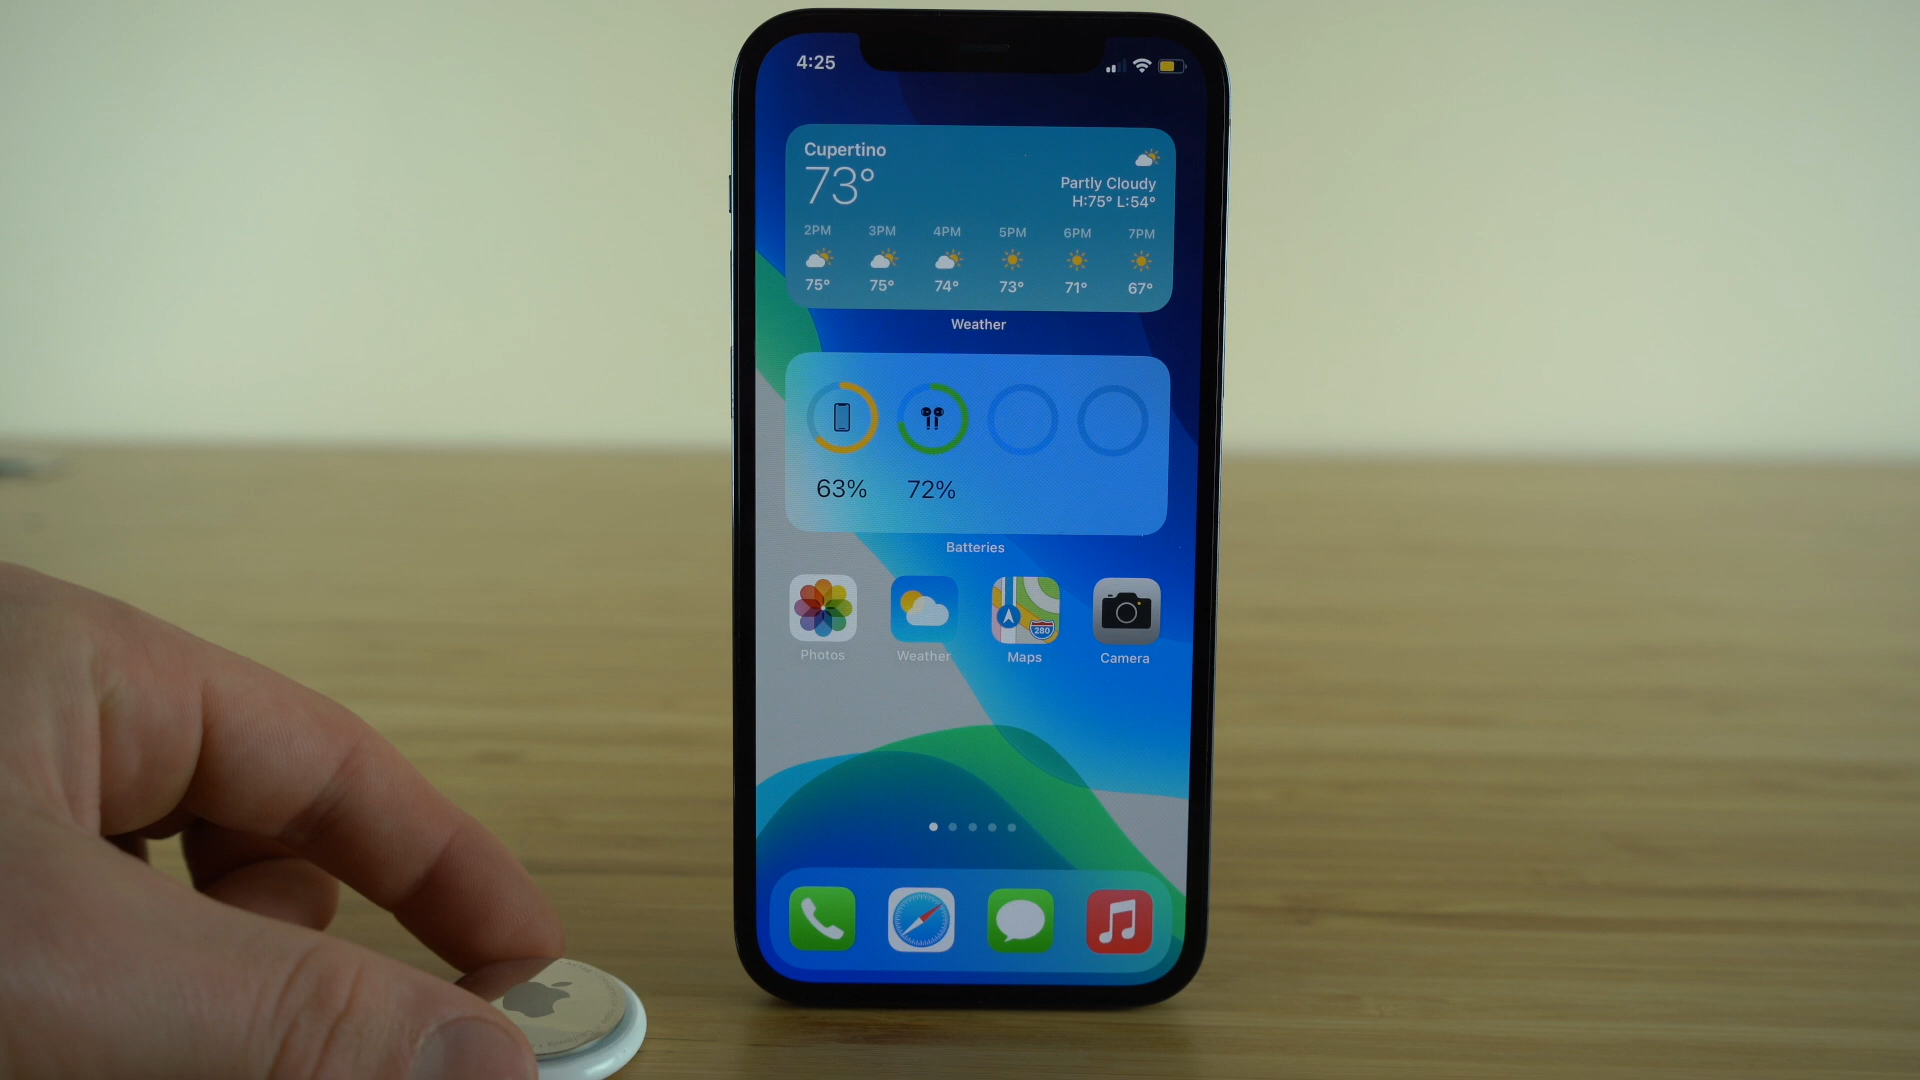 4:25
Cupertino
73°
Partly Cloudy
H:75° L:54°
2PM 3PM 4PM 5PM 6PM 7PM
75° 75° 74° 73° 71° 67°
Weather
63% 72%
Batteries
280
Photos Weather Maps Camera